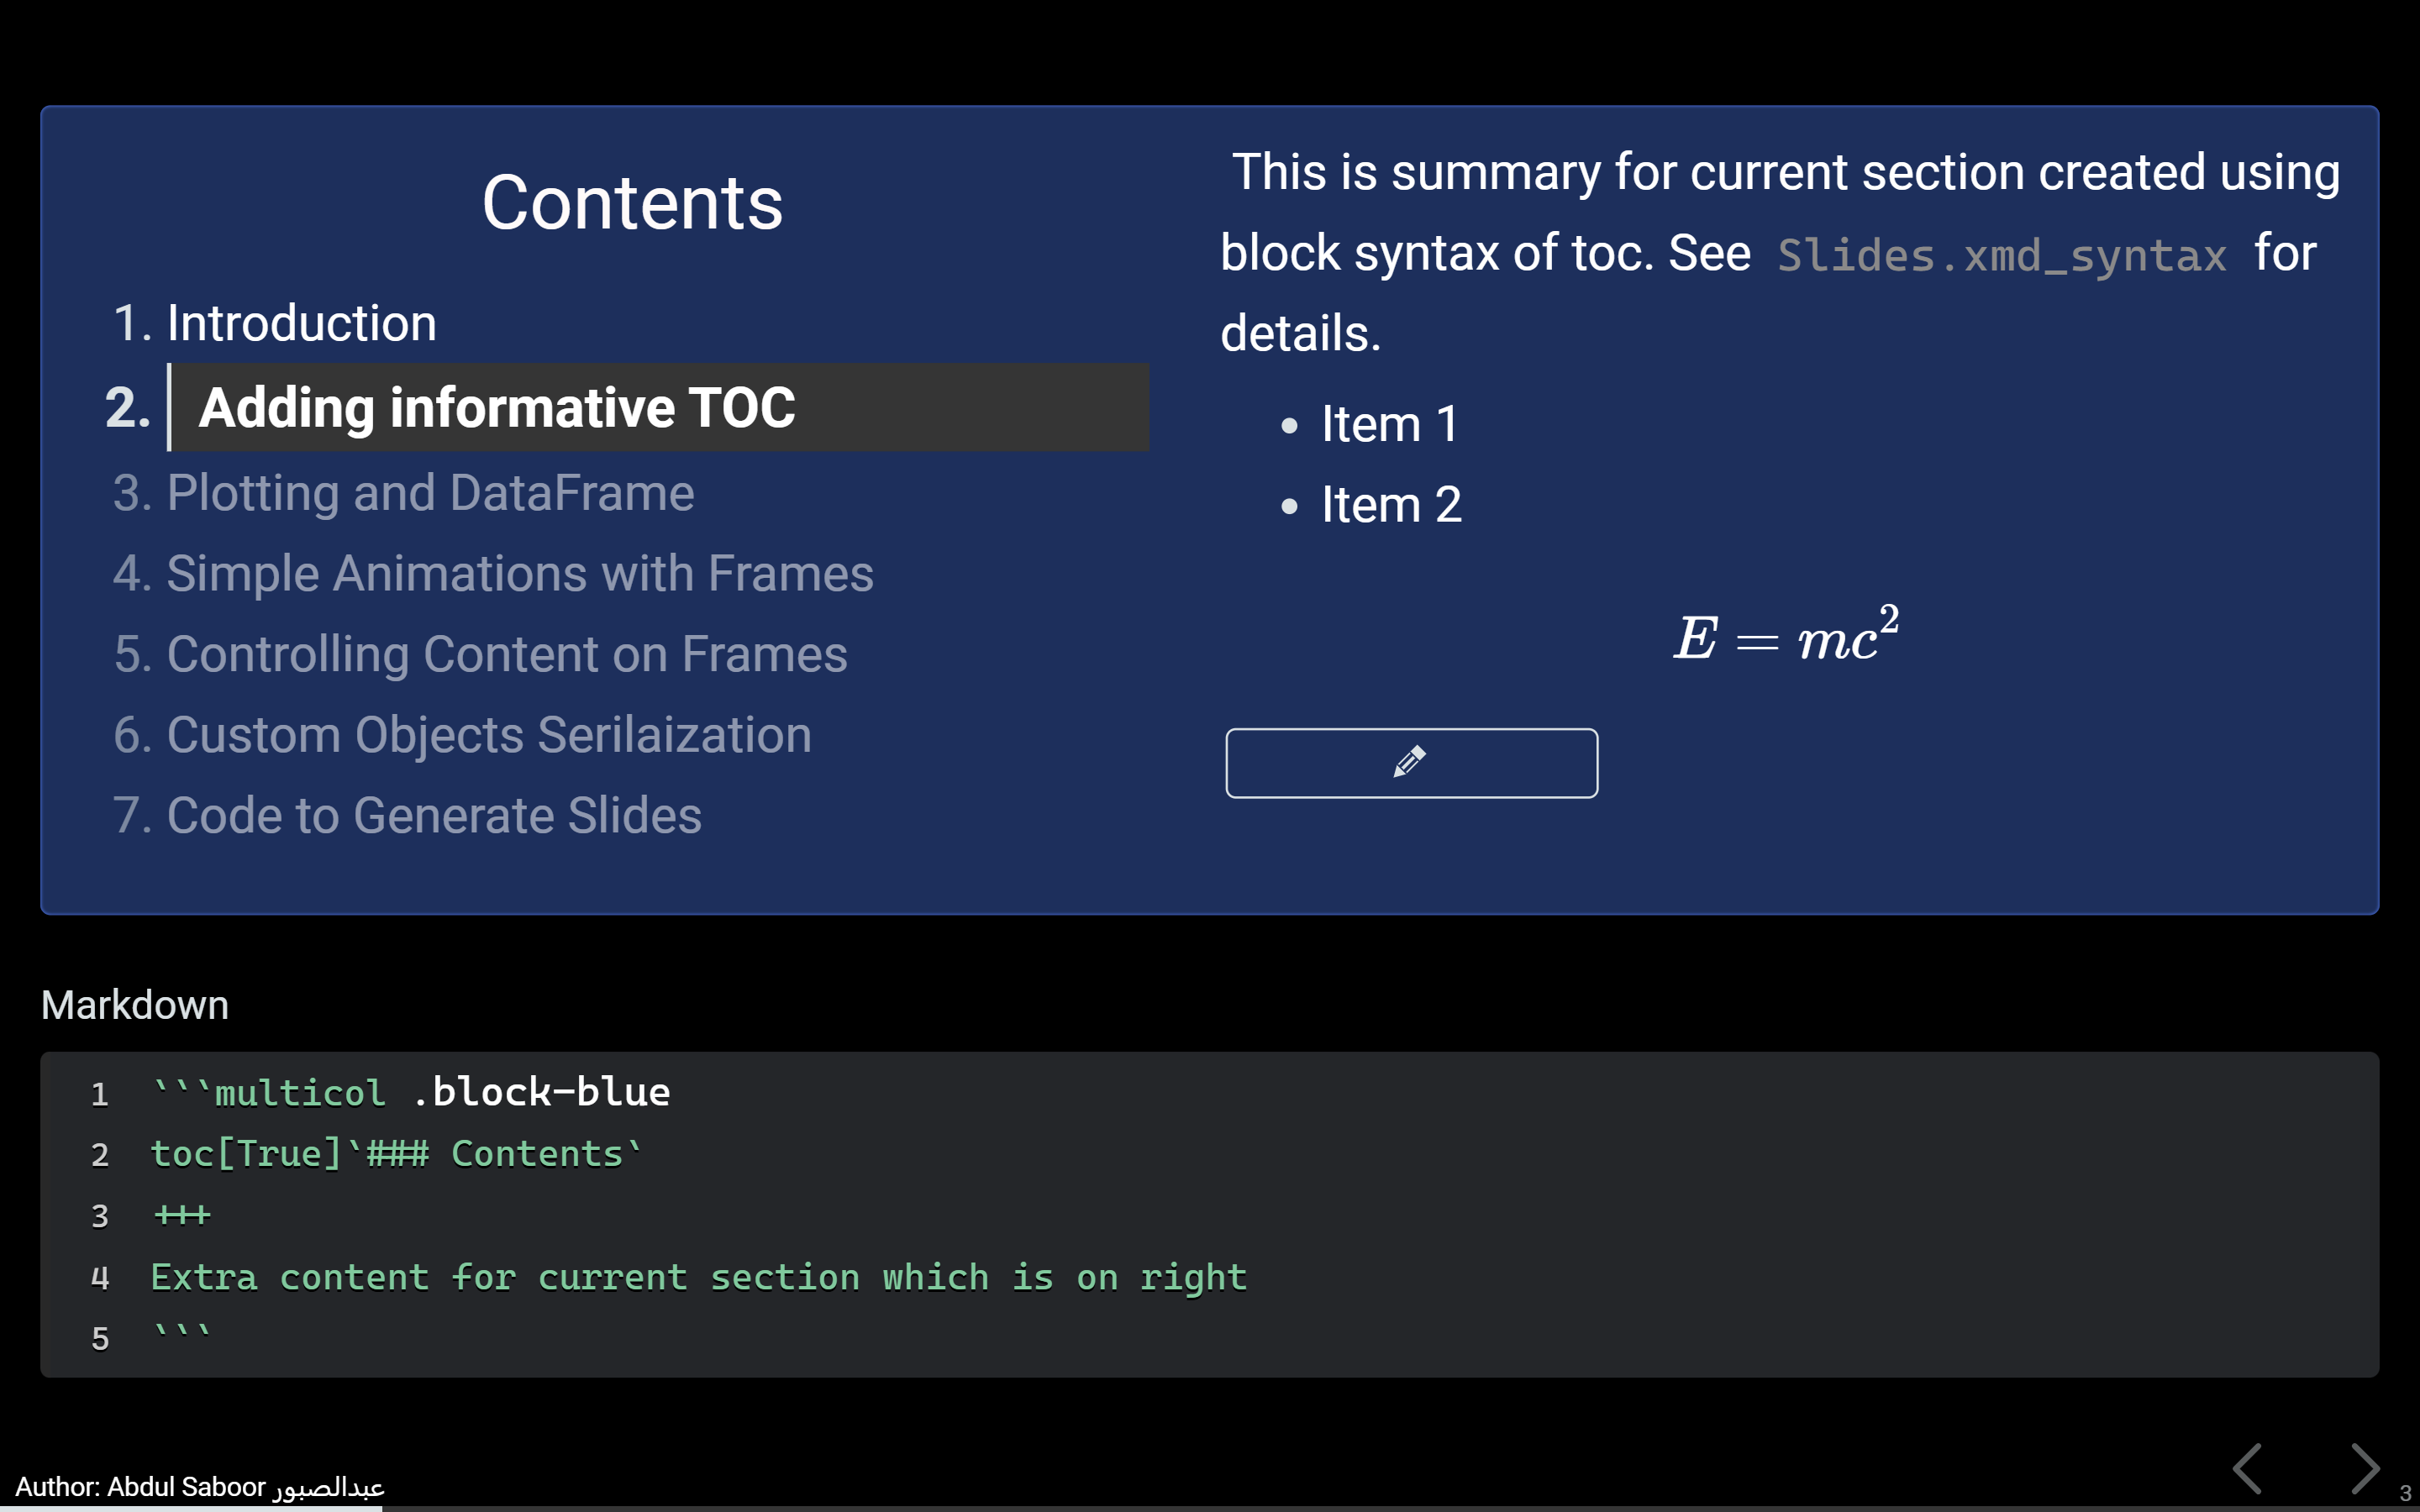 Contents
1. Introduction
2. Adding informative TOC
3. Plotting and DataFrame
4. Simple Animations with Frames
5. Controlling Content on Frames
6. Custom Objects Serilaization
7. Code to Generate Slides
This is summary for current section created using
block syntax of toc. See Slides.xmd_syntax for
details.
• Item 1
• Item 2
E = mc²
Markdown
1 ```multicol .block-blue
2 toc[True]`### Contents`
3 +++
4 Extra content for current section which is on right
5 ```
Author: Abdul Saboor عبدالصبور
3